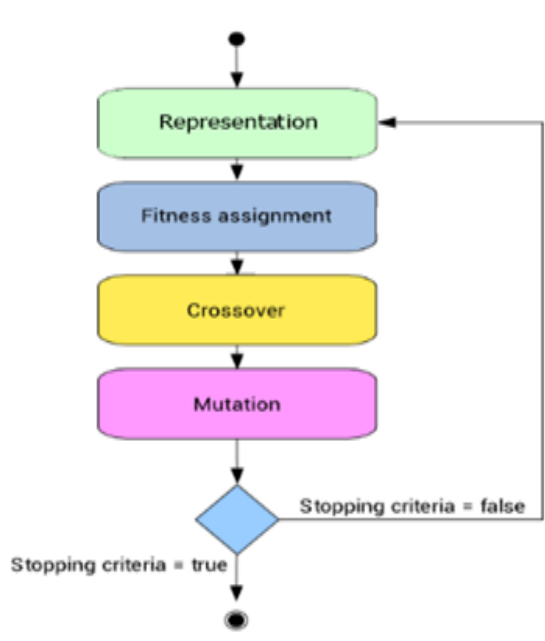 Representation
Fitness assignment
Crossover
Mutation
Stopping criteria = false
Stopping criteria = true